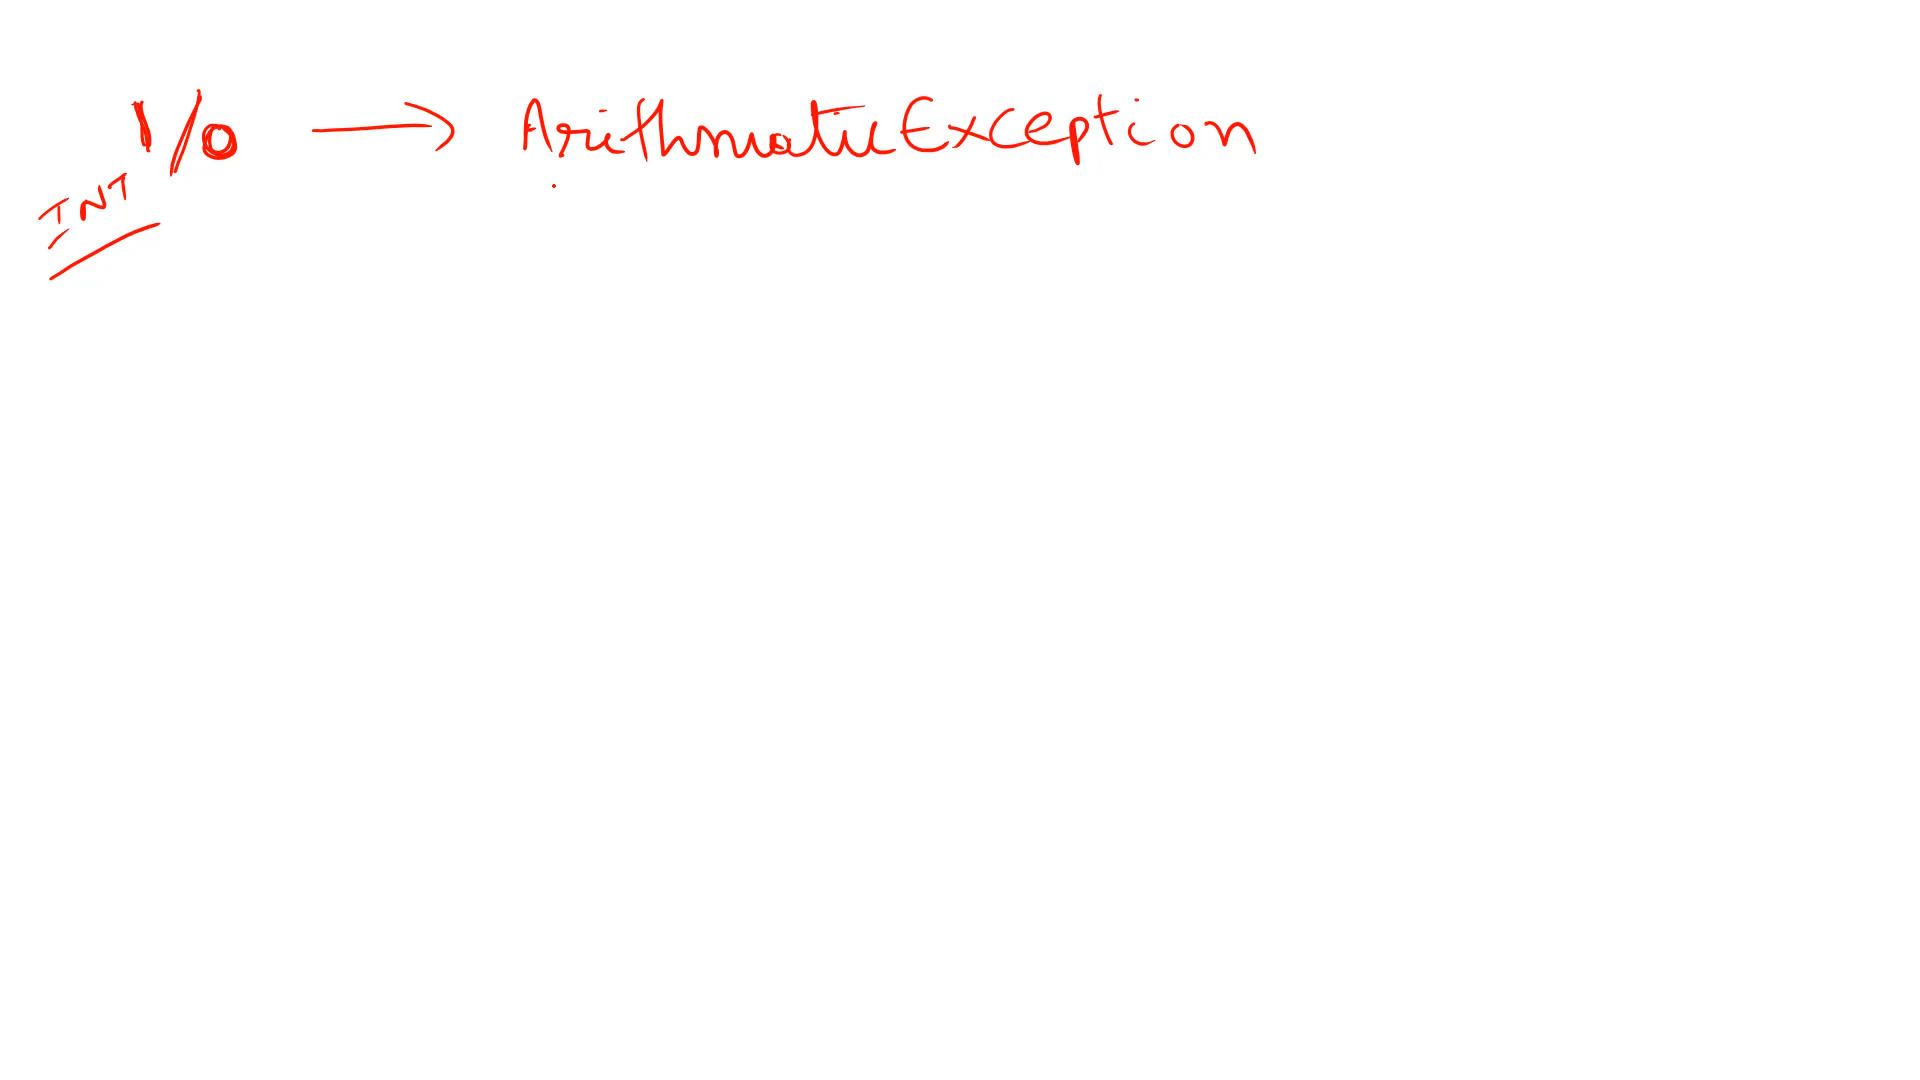 1/0 → ArithmaticException
INT